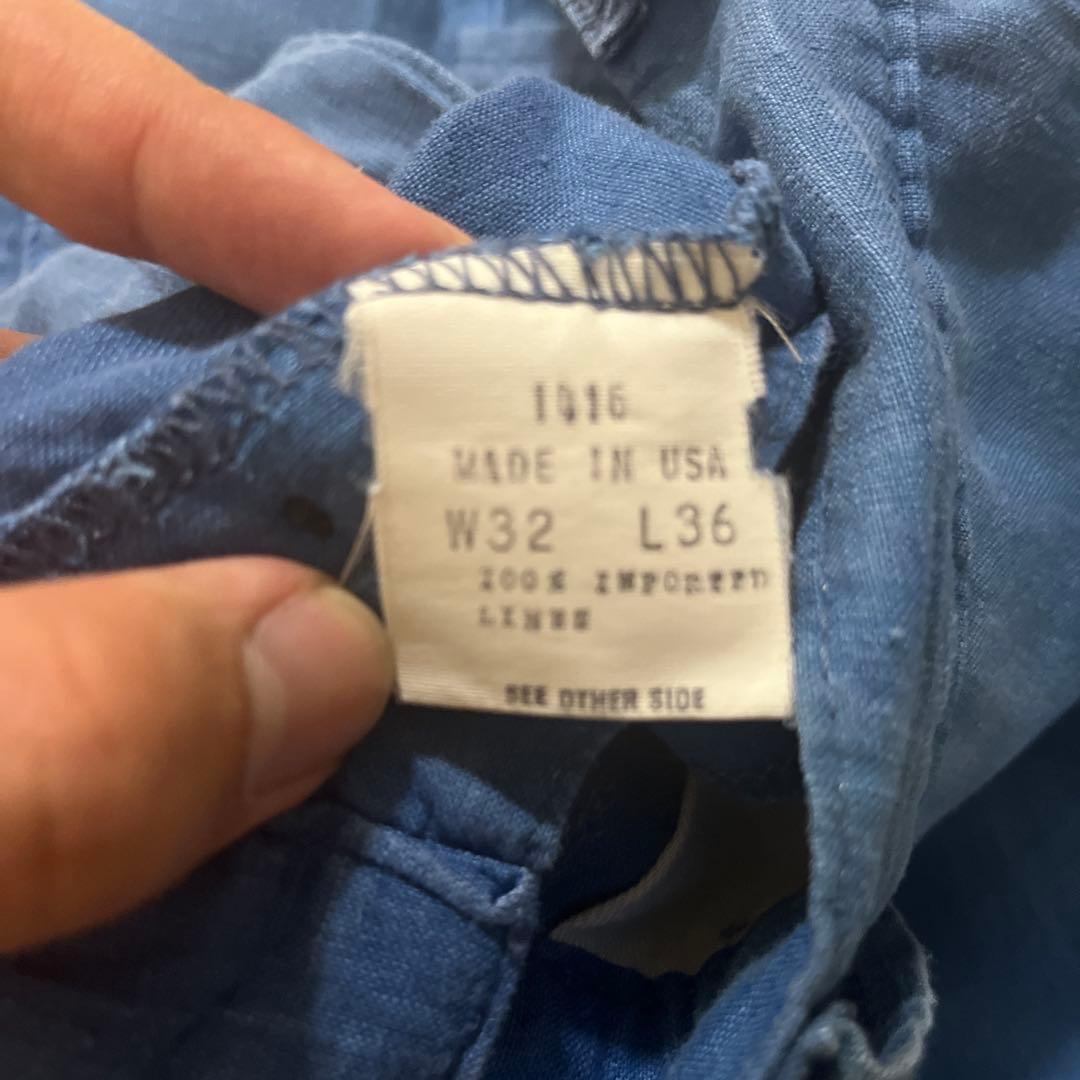 1016
MADE IN USA
W32 L36
100% IMPORTED
LINEN
SEE OTHER SIDE